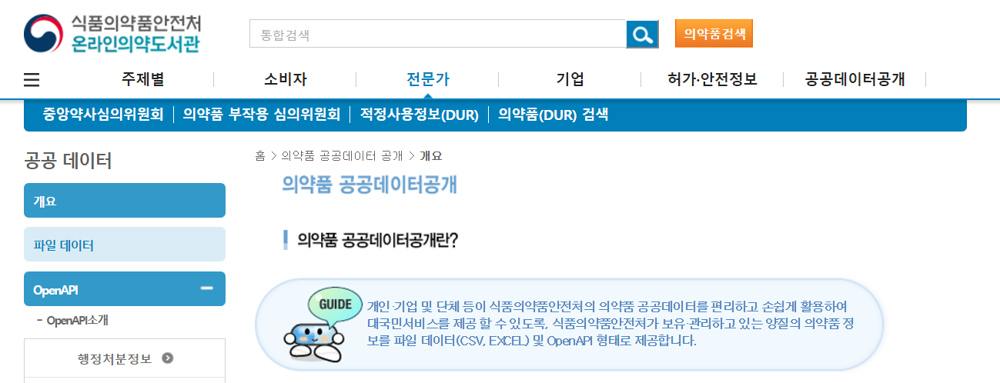 식품의약품안전처
온라인의약도서관
통합검색
의약품검색
주제별 소비자 전문가 기업 허가·안전정보 공공데이터공개
중앙약사심의위원회 의약품 부작용 심의위원회 적정사용정보(DUR) 의약품(DUR) 검색
공공 데이터
개요
파일 데이터
OpenAPI
- OpenAPI소개
행정처분정보
홈 > 의약품 공공데이터 공개 > 개요
의약품 공공데이터공개
의약품 공공데이터공개란?
GUIDE
개인·기업 및 단체 등이 식품의약품안전처의 의약품 공공데이터를 편리하고 손쉽게 활용하여
대국민서비스를 제공 할 수 있도록, 식품의약품안전처가 보유·관리하고 있는 양질의 의약품 정
보를 파일 데이터(CSV, EXCEL) 및 OpenAPI 형태로 제공합니다.